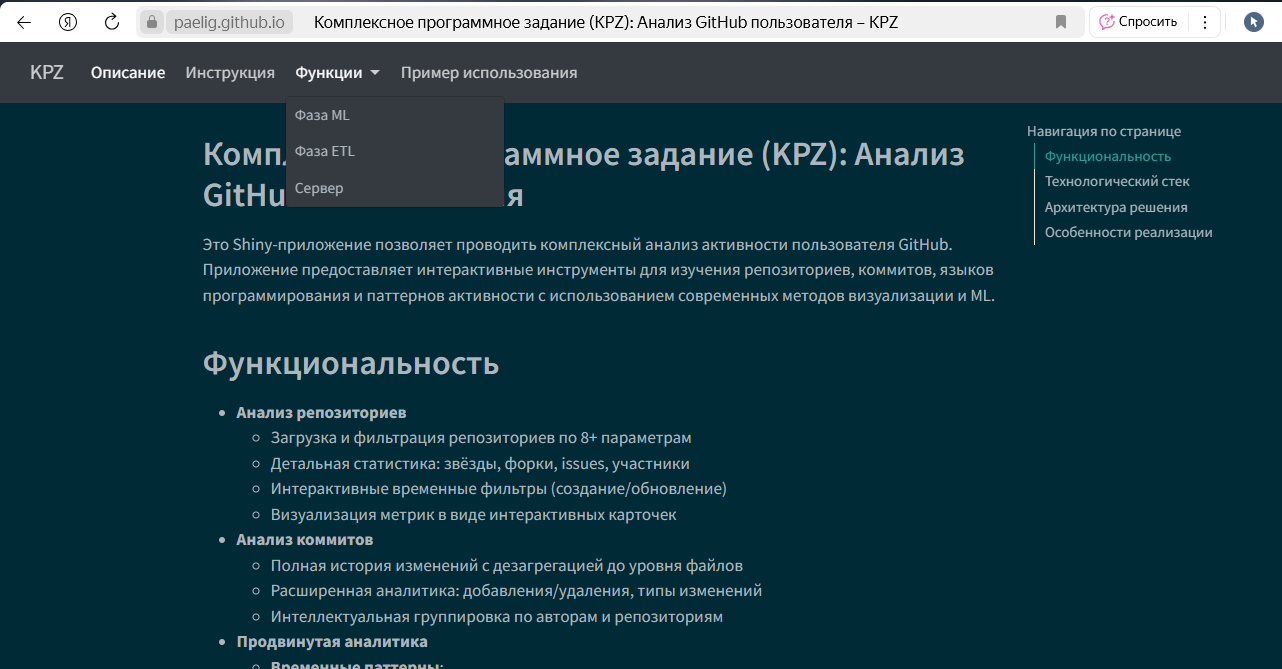 paelig.github.io Комплексное программное задание (KPZ): Анализ GitHub пользователя – KPZ Спросить
KPZ Описание Инструкция Функции Пример использования
Фаза ML
Фаза ETL
Сервер
Комп аммное задание (KPZ): Анализ
GitHu я
Это Shiny-приложение позволяет проводить комплексный анализ активности пользователя GitHub.
Приложение предоставляет интерактивные инструменты для изучения репозиториев, коммитов, языков
программирования и паттернов активности с использованием современных методов визуализации и ML.
Функциональность
Анализ репозиториев
Загрузка и фильтрация репозиториев по 8+ параметрам
Детальная статистика: звёзды, форки, issues, участники
Интерактивные временные фильтры (создание/обновление)
Визуализация метрик в виде интерактивных карточек
Анализ коммитов
Полная история изменений с дезагрегацией до уровня файлов
Расширенная аналитика: добавления/удаления, типы изменений
Интеллектуальная группировка по авторам и репозиториям
Продвинутая аналитика
Временные паттерны:
Навигация по странице
Функциональность
Технологический стек
Архитектура решения
Особенности реализации